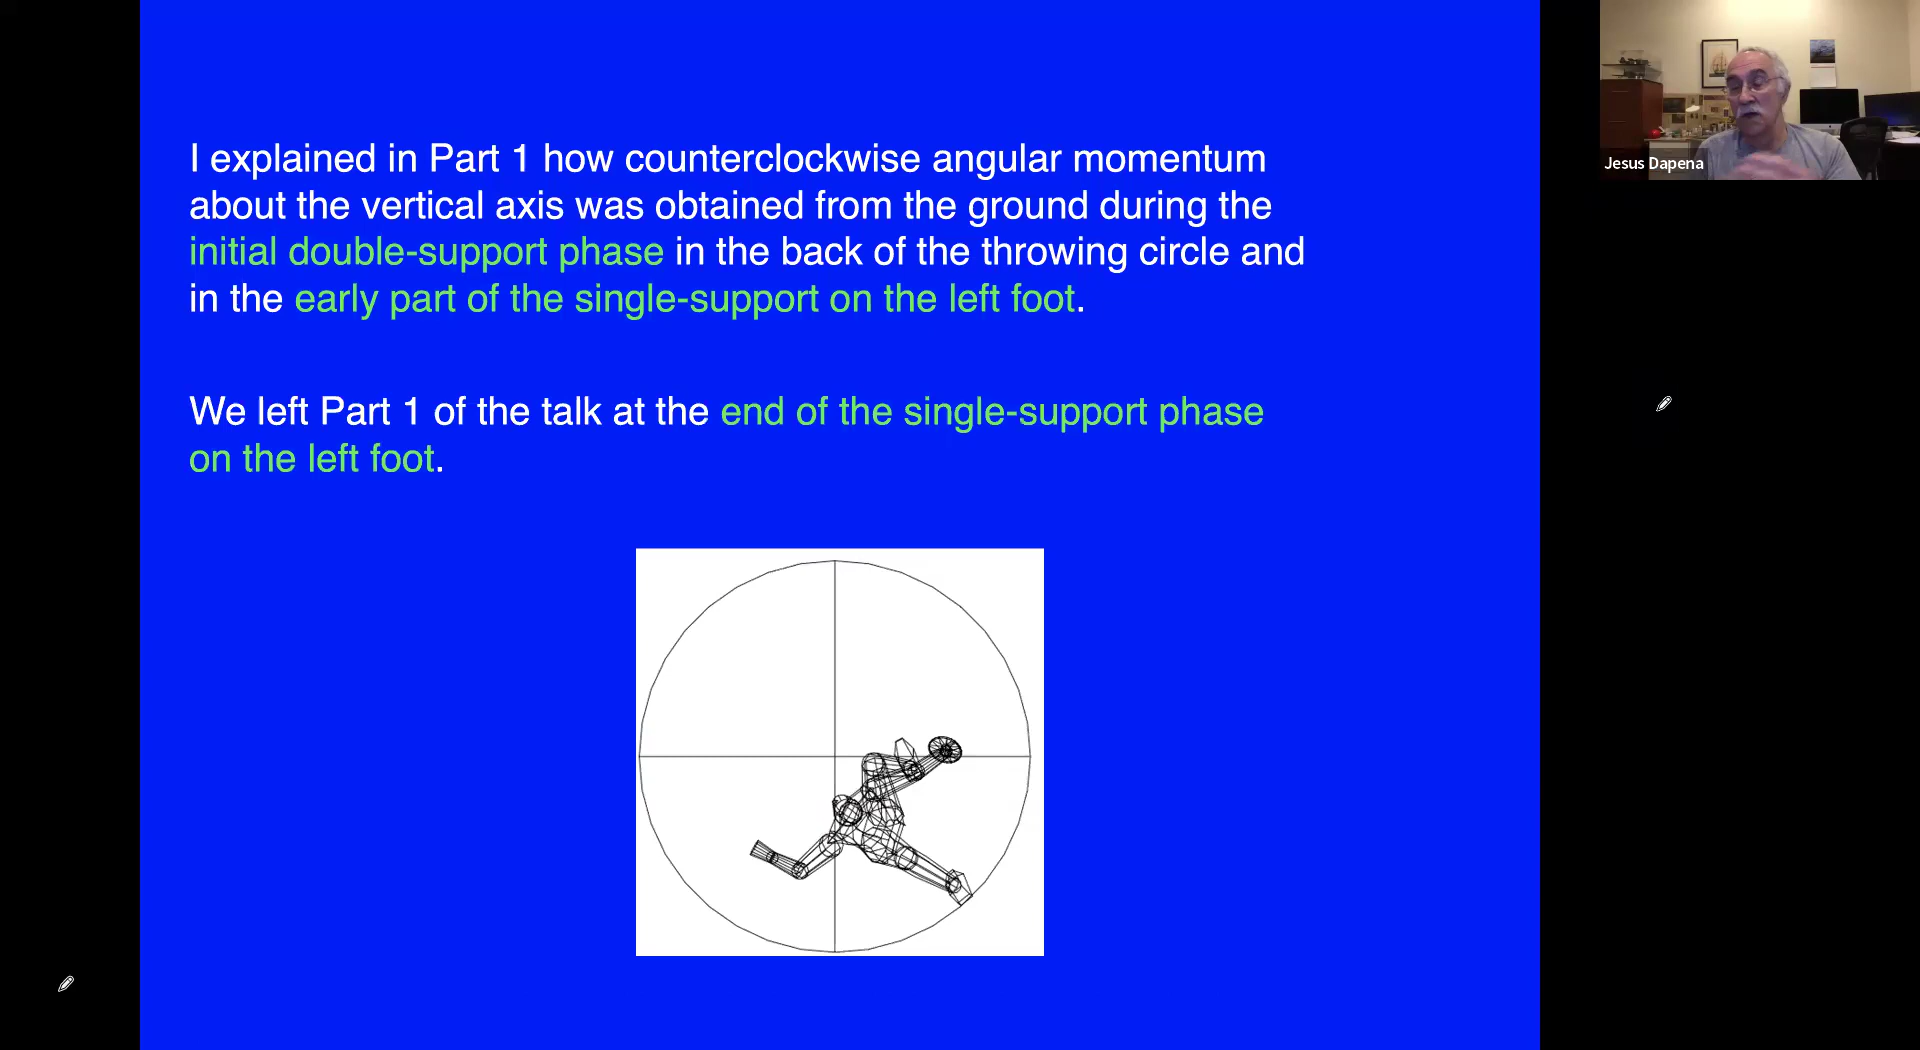 I explained in Part 1 how counterclockwise angular momentum
about the vertical axis was obtained from the ground during the
initial double-support phase in the back of the throwing circle and
in the early part of the single-support on the left foot.
We left Part 1 of the talk at the end of the single-support phase
on the left foot.
Jesus Dapena